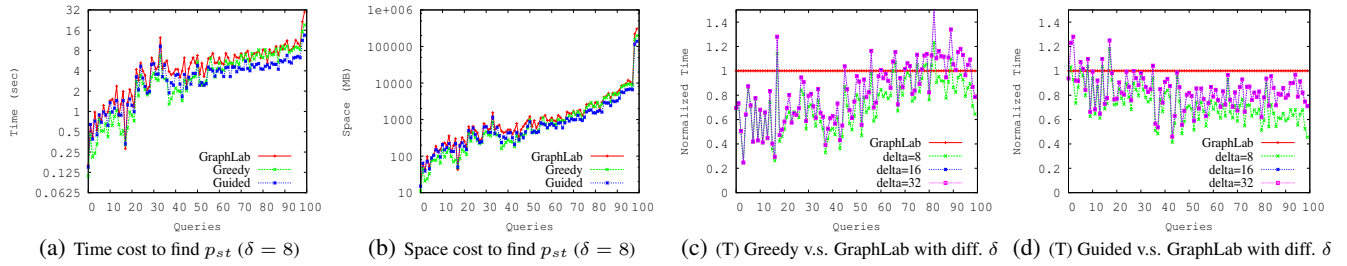 32
16
8
4
2
1
0.5
0.25
0.125
0.0625
Time (sec)
0 10 20 30 40 50 60 70 80 90 100
Queries
GraphLab
Greedy
Guided
(a) Time cost to find p_{st} (δ = 8)
1e+006
100000
10000
1000
100
10
Space (MB)
0 10 20 30 40 50 60 70 80 90 100
Queries
GraphLab
Greedy
Guided
(b) Space cost to find p_{st} (δ = 8)
1.4
1.2
1
0.8
0.6
0.4
0.2
0
Normalized Time
0 10 20 30 40 50 60 70 80 90 100
Queries
GraphLab
delta=8
delta=16
delta=32
(c) (T) Greedy v.s. GraphLab with diff. δ
1.4
1.2
1
0.8
0.6
0.4
0.2
0
Normalized Time
0 10 20 30 40 50 60 70 80 90 100
Queries
GraphLab
delta=8
delta=16
delta=32
(d) (T) Guided v.s. GraphLab with diff. δ